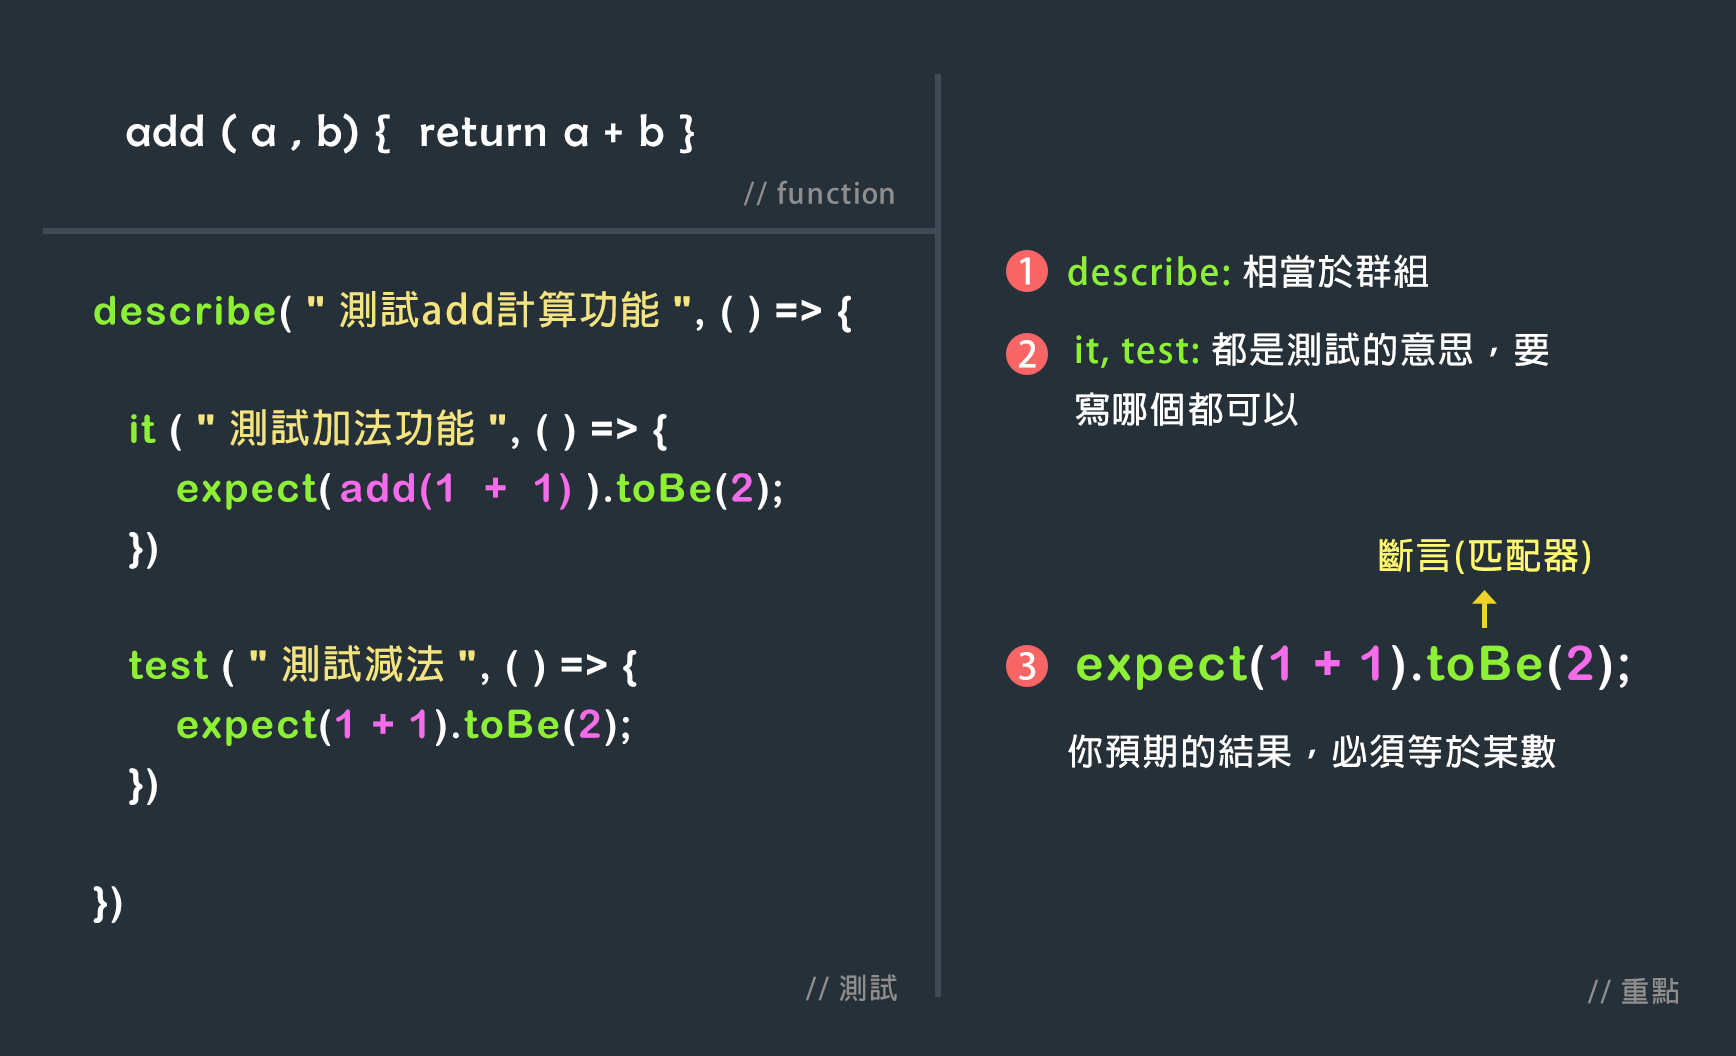 add ( a , b) {  return a + b }
// function
describe( " 測試add計算功能 ", ( ) => {
it ( " 測試加法功能 ", ( ) => {
expect( add(1  +  1) ).toBe(2);
})
test ( " 測試減法 ", ( ) => {
expect(1 + 1).toBe(2);
})
})
// 測試
1 describe: 相當於群組
2 it, test: 都是測試的意思，要
寫哪個都可以
斷言(匹配器)
3 expect(1 + 1).toBe(2);
你預期的結果，必須等於某數
// 重點